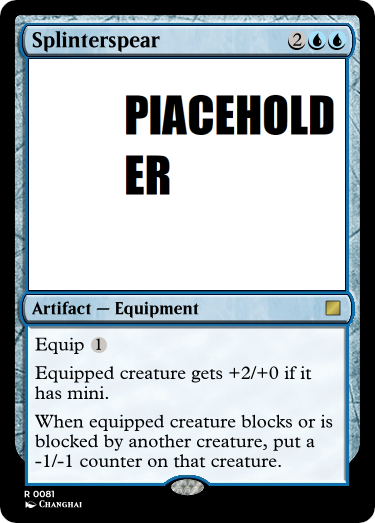 Splinterspear 2
PIACEHOLD
ER
Artifact — Equipment
Equip 1
Equipped creature gets +2/+0 if it
has mini.
When equipped creature blocks or is
blocked by another creature, put a
-1/-1 counter on that creature.
R 0081
Changhai